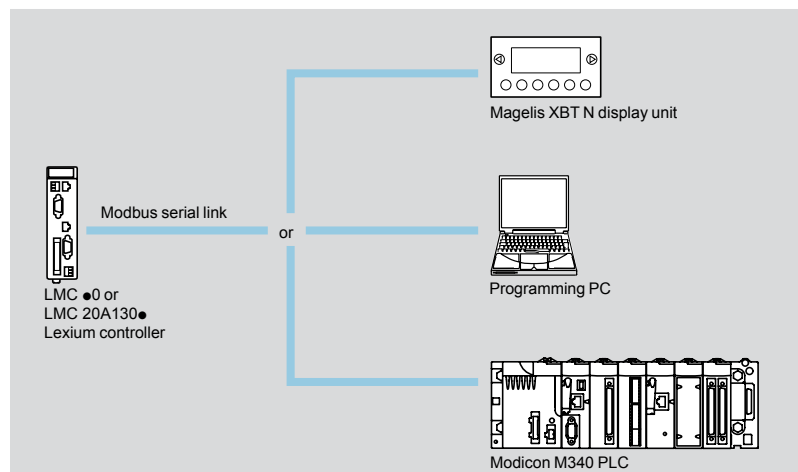 Magelis XBT N display unit
Modbus serial link
or
Programming PC
LMC ●0 or
LMC 20A130●
Lexium controller
Modicon M340 PLC